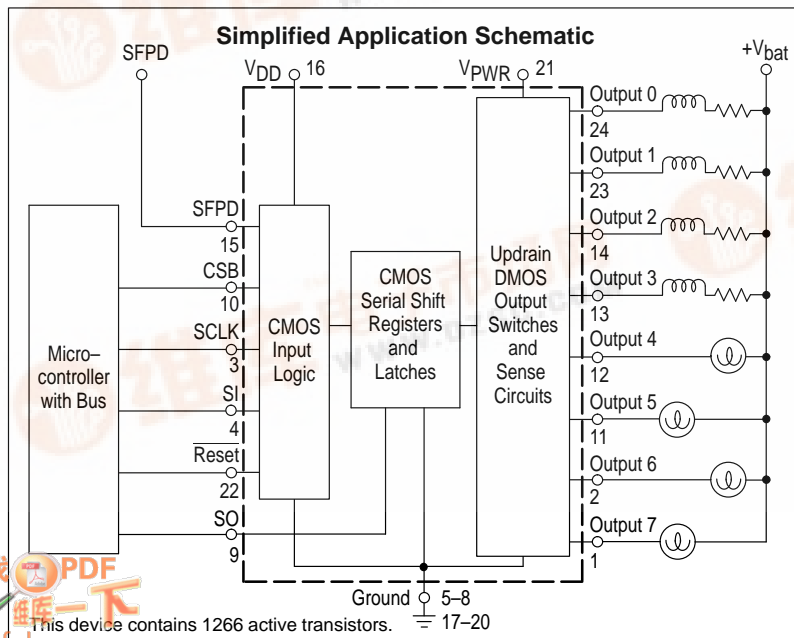 Simplified Application Schematic
SFPD
VDD
16
VPWR
21
+Vbat
Output 0
24
Output 1
23
Output 2
14
Output 3
13
Output 4
12
Output 5
11
Output 6
2
Output 7
1
SFPD
15
CSB
10
SCLK
3
SI
4
Reset
22
SO
9
Micro–
controller
with Bus
CMOS
Input
Logic
CMOS
Serial Shift
Registers
and
Latches
Updrain
DMOS
Output
Switches
and
Sense
Circuits
Ground
5–8
17–20
This device contains 1266 active transistors.
PDF
维库一下